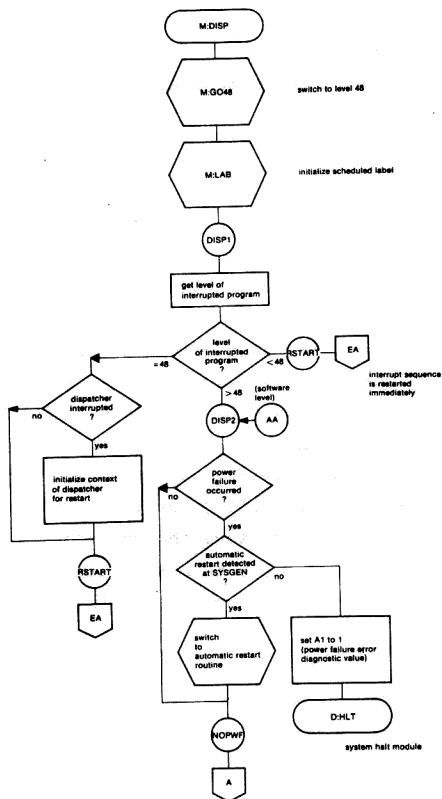 M:DISP
M:GO48
switch to level 48
M:LAB
initialize scheduled label
DISP1
get level of
interrupted program
level
of interrupted
program
?
= 48
< 48
RSTART
EA
interrupt sequence
is restarted
immediately
> 48
(software
level)
dispatcher
interrupted
?
no
yes
DISP2
AA
initialize context
of dispatcher
for restart
power
failure
occurred
?
no
yes
RSTART
EA
automatic
restart detected
at SYSGEN
?
no
yes
switch
to
automatic restart
routine
set A1 to 1
(power failure error
diagnostic value)
D:HLT
system halt module
NOPWF
A